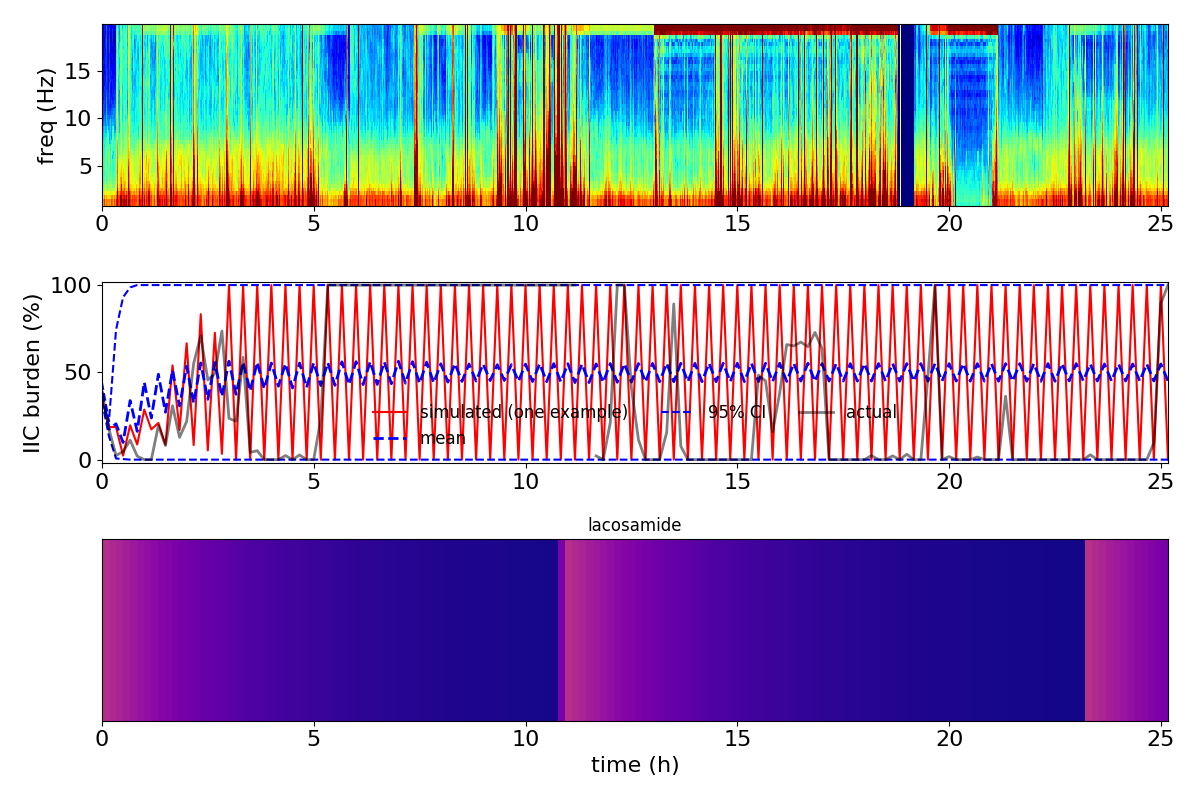 freq (Hz)
15
10
5
0 5 10 15 20 25
IIC burden (%)
100
50
0
simulated (one example) 95% CI actual
mean
0 5 10 15 20 25
lacosamide
0 5 10 15 20 25
time (h)